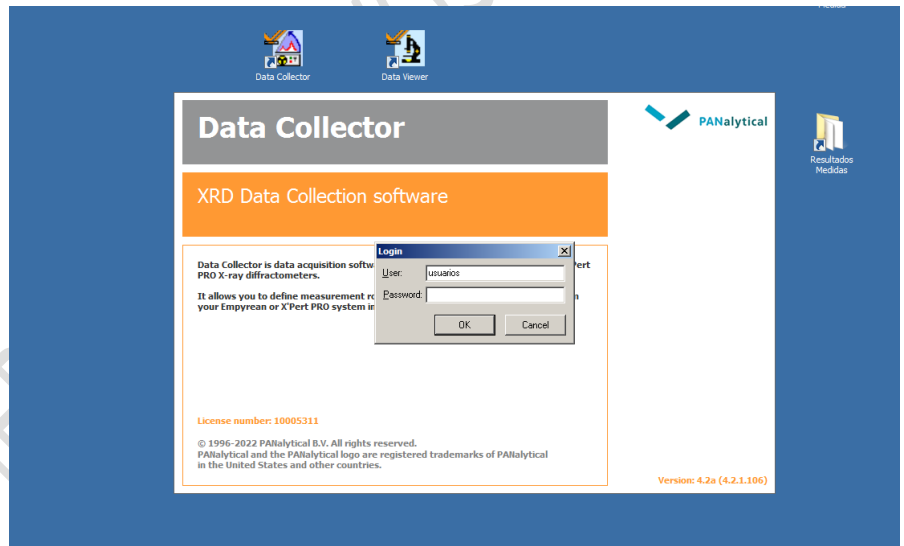 Data Collector
Data Viewer
Data Collector
PANalytical
Resultados
Medidas
XRD Data Collection software
Login
User: usuarios
Password:
OK Cancel
Data Collector is data acquisition softw
'Pert
PRO X-ray diffractometers.
It allows you to define measurement
your Empyrean or X'Pert PRO system
License number: 10005311
© 1996-2022 PANalytical B.V. All rights reserved.
PANalytical and the PANalytical logo are registered trademarks of PANalytical
in the United States and other countries.
Version: 4.2a (4.2.1.106)